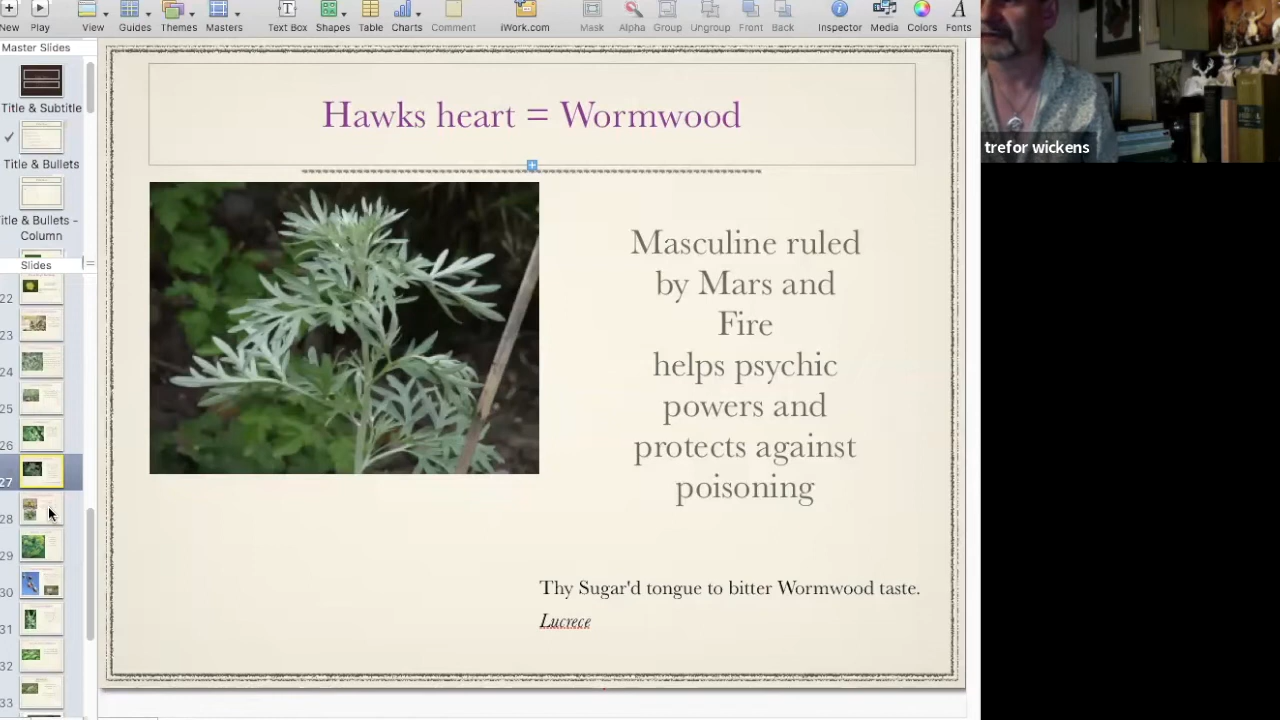 New Play View Guides Themes Masters Text Box Shapes Table Charts Comment iWork.com Mask Alpha Group Ungroup Front Back Inspector Media Colors Fonts
Master Slides
Title & Subtitle
Title & Bullets
Title & Bullets -
Column
Slides
22
23
24
25
26
27
28
29
30
31
32
33
Hawks heart = Wormwood
Masculine ruled
by Mars and
Fire
helps psychic
powers and
protects against
poisoning
Thy Sugar'd tongue to bitter Wormwood taste.
Lucrece
trefor wickens